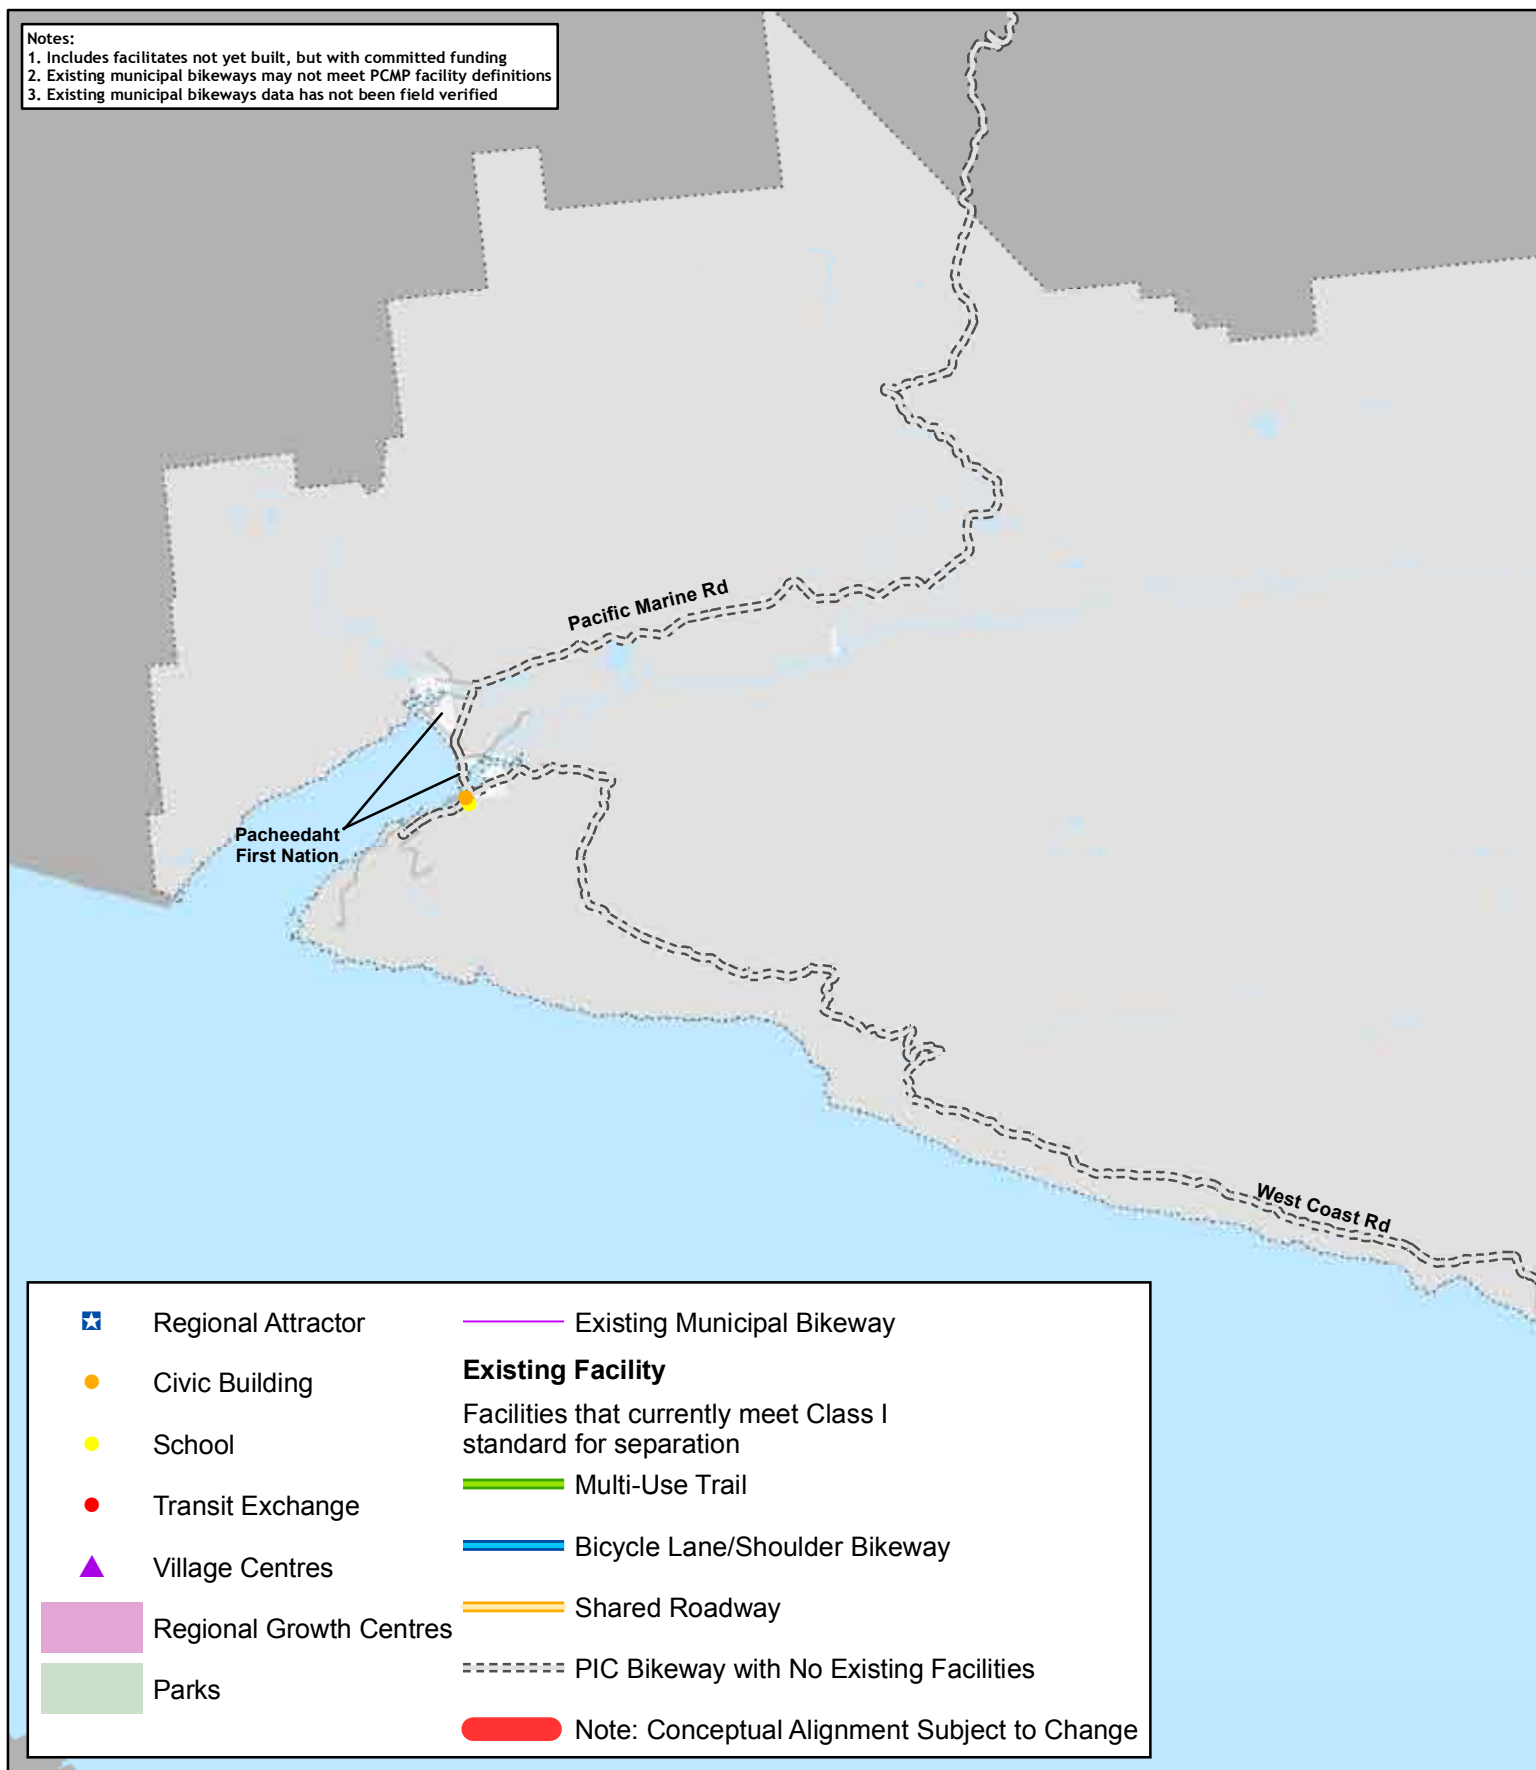 Notes:
1. Includes facilitates not yet built, but with committed funding
2. Existing municipal bikeways may not meet PCMP facility definitions
3. Existing municipal bikeways data has not been field verified
Pacific Marine Rd
Pacheedaht
First Nation
West Coast Rd
Regional Attractor
Civic Building
School
Transit Exchange
Village Centres
Regional Growth Centres
Parks
Existing Municipal Bikeway
Existing Facility
Facilities that currently meet Class I
standard for separation
Multi-Use Trail
Bicycle Lane/Shoulder Bikeway
Shared Roadway
PIC Bikeway with No Existing Facilities
Note: Conceptual Alignment Subject to Change